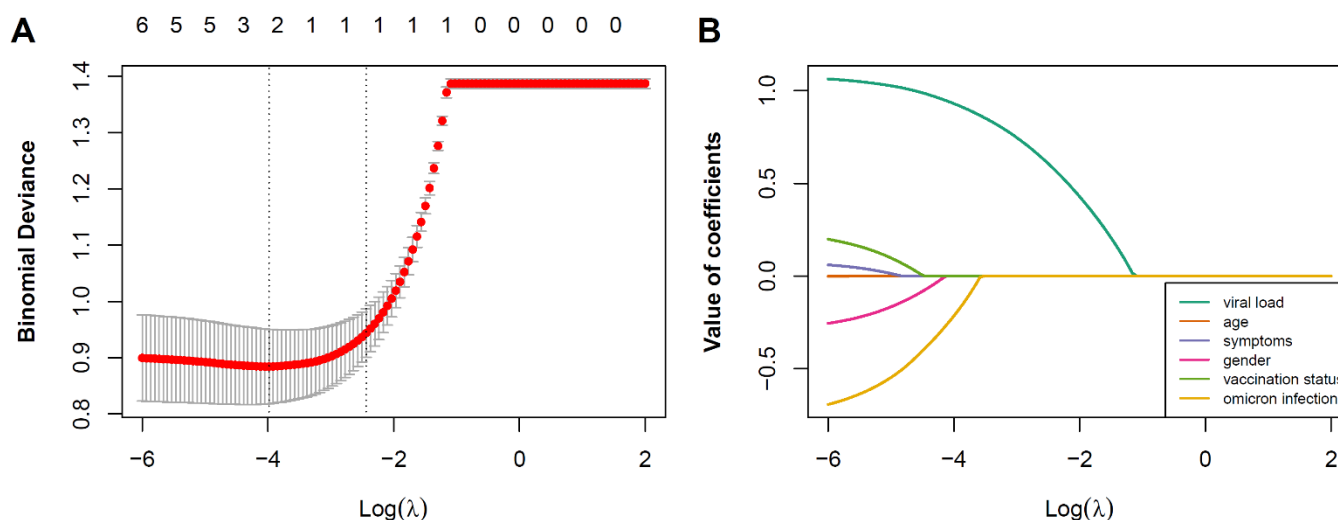 A
6 5 5 3 2 1 1 1 1 1 0 0 0 0 0
Binomial Deviance
1.4
1.3
1.2
1.1
1.0
0.9
0.8
−6 −4 −2 0 2
Log(λ)
B
Value of coefficients
1.0
0.5
0.0
−0.5
viral load
age
symptoms
gender
vaccination status
omicron infection
−6 −4 −2 0 2
Log(λ)